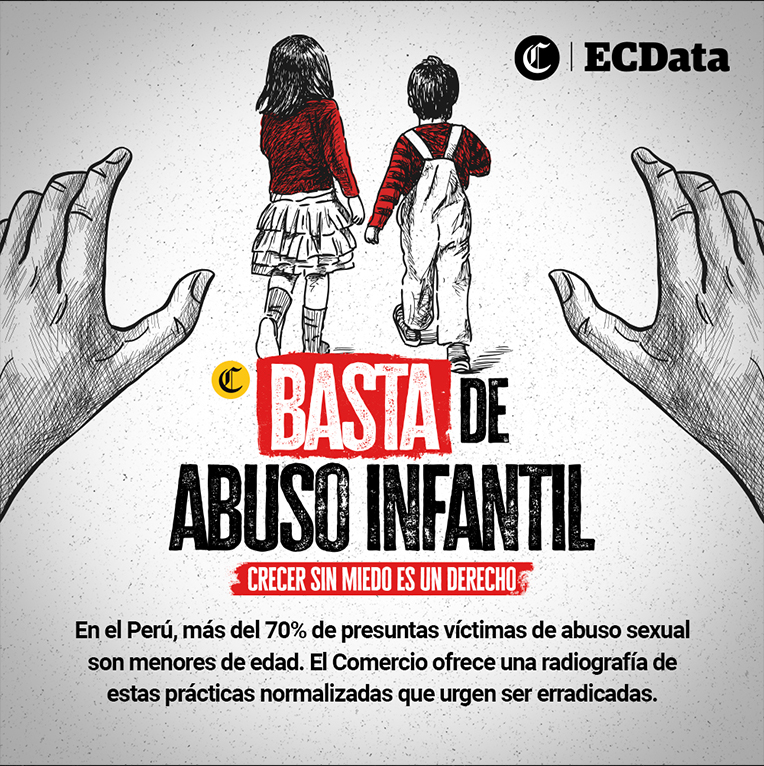 C | ECData
C BASTA DE
ABUSO INFANTIL
CRECER SIN MIEDO ES UN DERECHO
En el Perú, más del 70% de presuntas víctimas de abuso sexual
son menores de edad. El Comercio ofrece una radiografía de
estas prácticas normalizadas que urgen ser erradicadas.